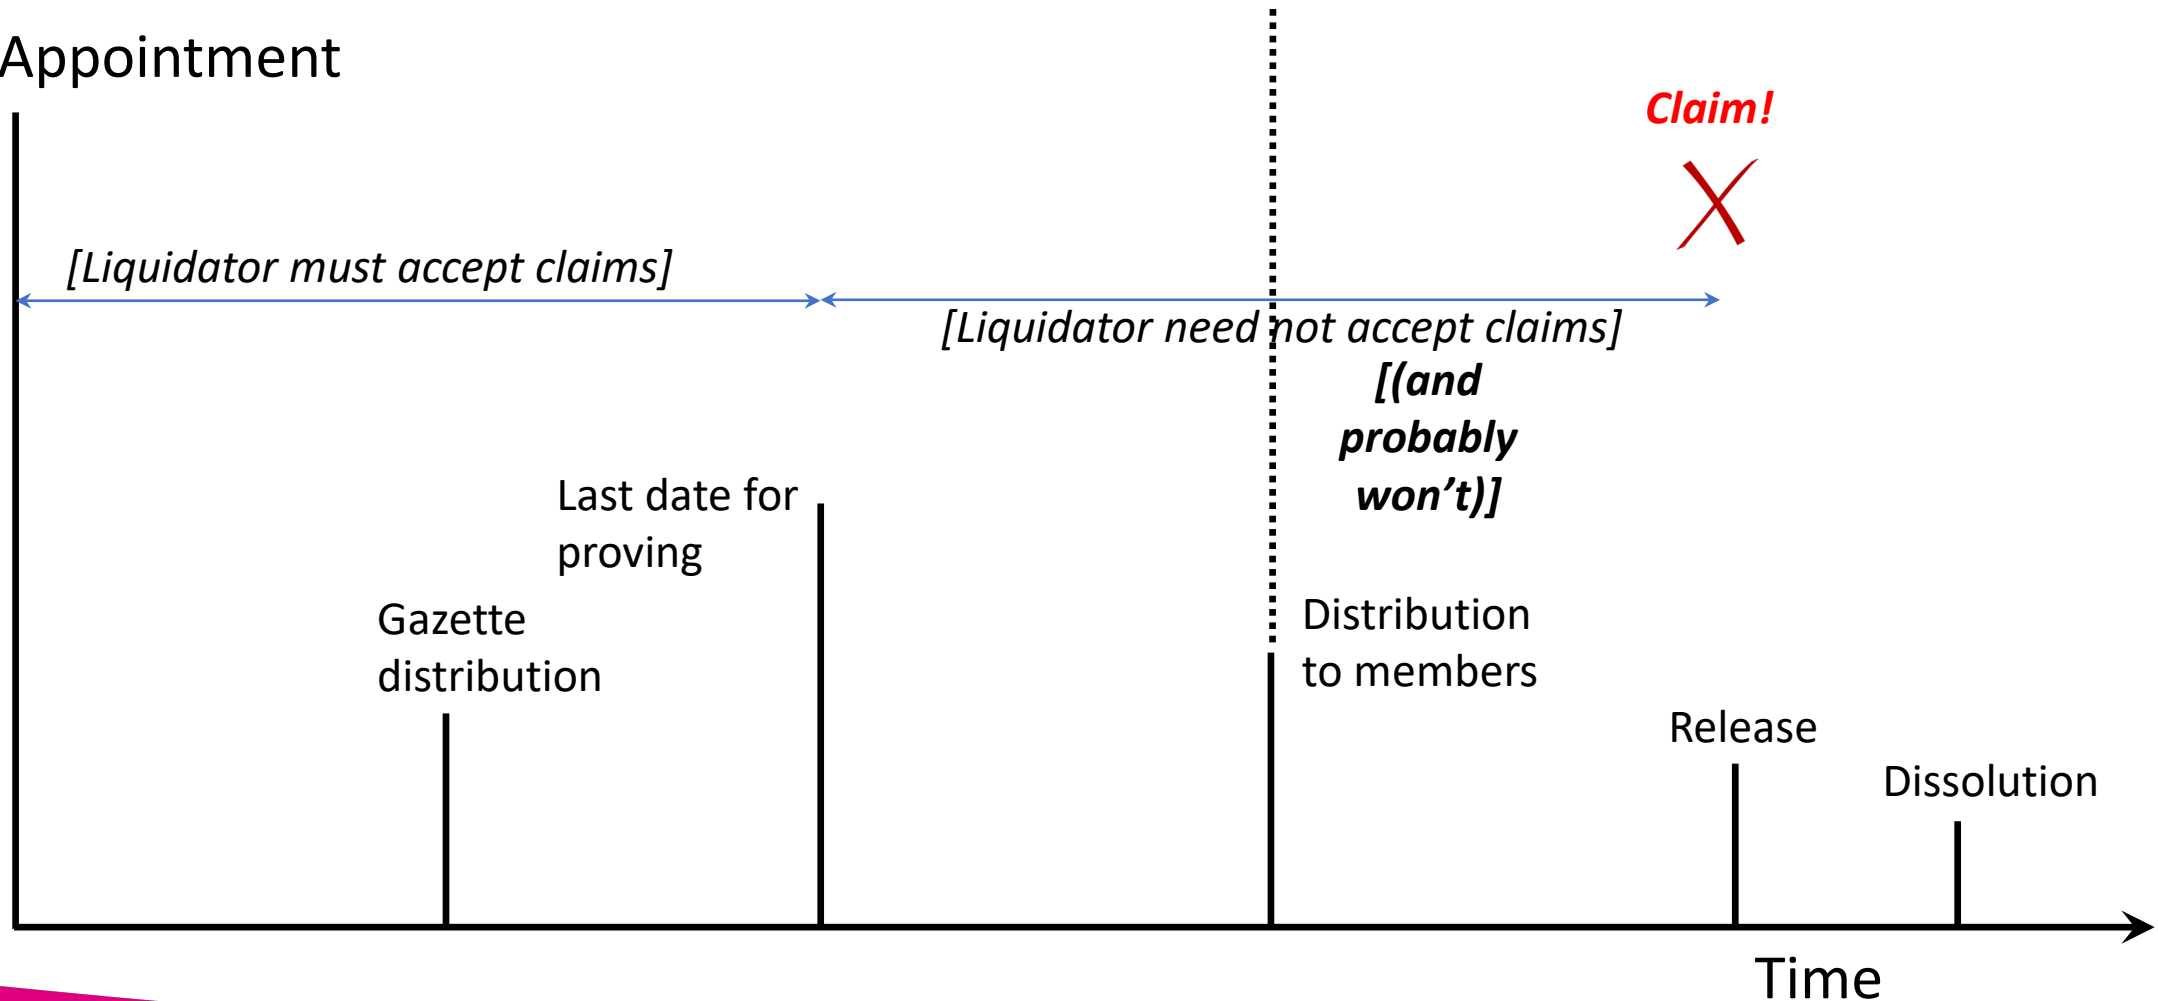 Appointment
Claim!
[Liquidator must accept claims]
[Liquidator need not accept claims]
[(and
probably
won’t)]
Last date for
proving
Gazette
distribution
Distribution
to members
Release
Dissolution
Time